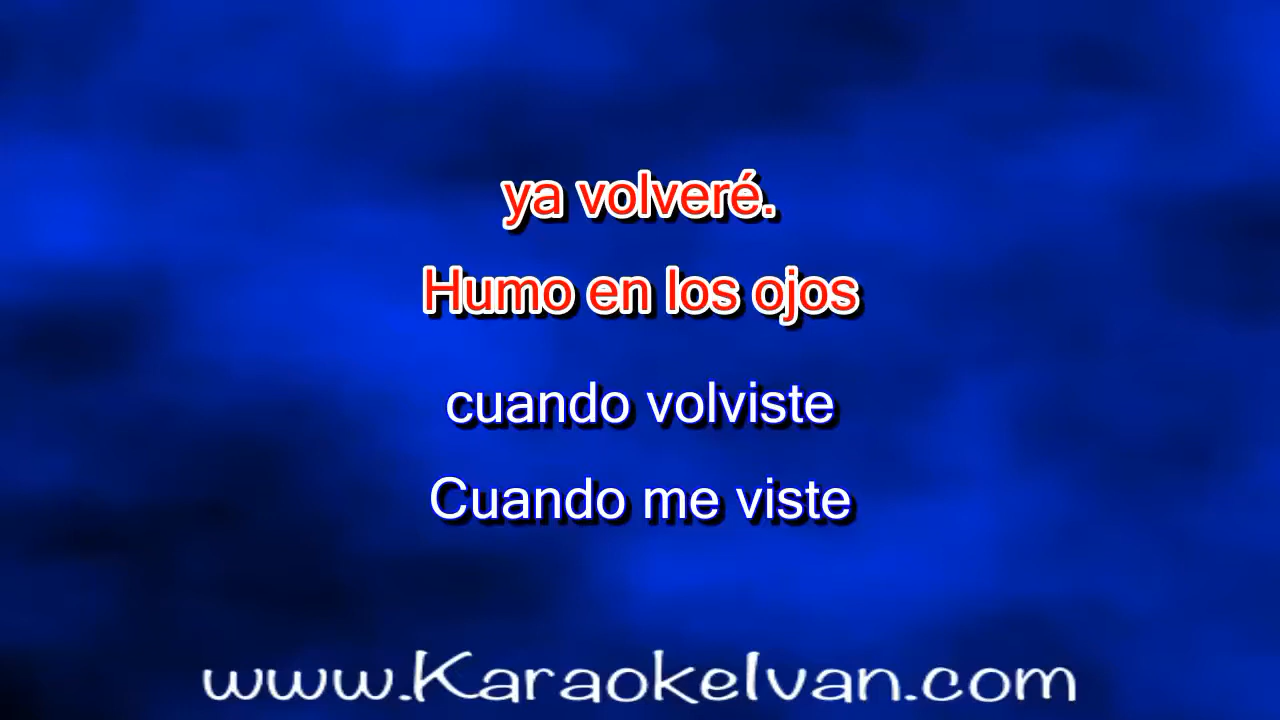 ya volveré.
Humo en los ojos
cuando volviste
Cuando me viste
www.KaraokeIvan.com